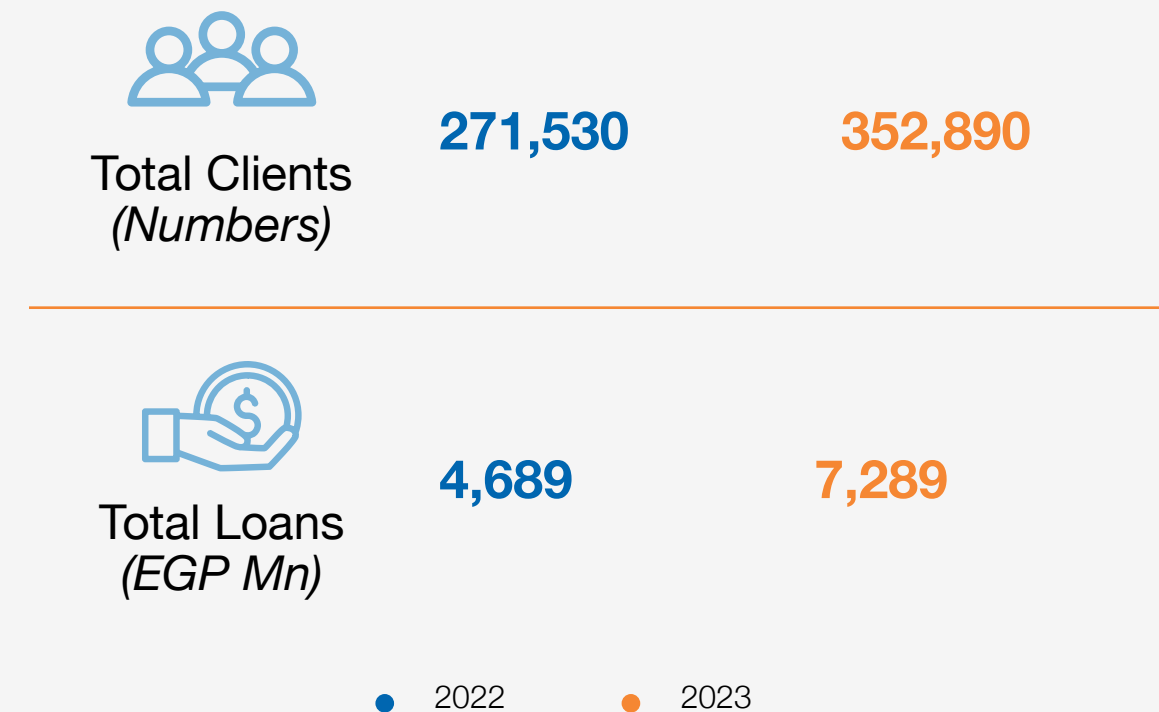 271,530 352,890
Total Clients
(Numbers)
$
4,689 7,289
Total Loans
(EGP Mn)
2022 2023